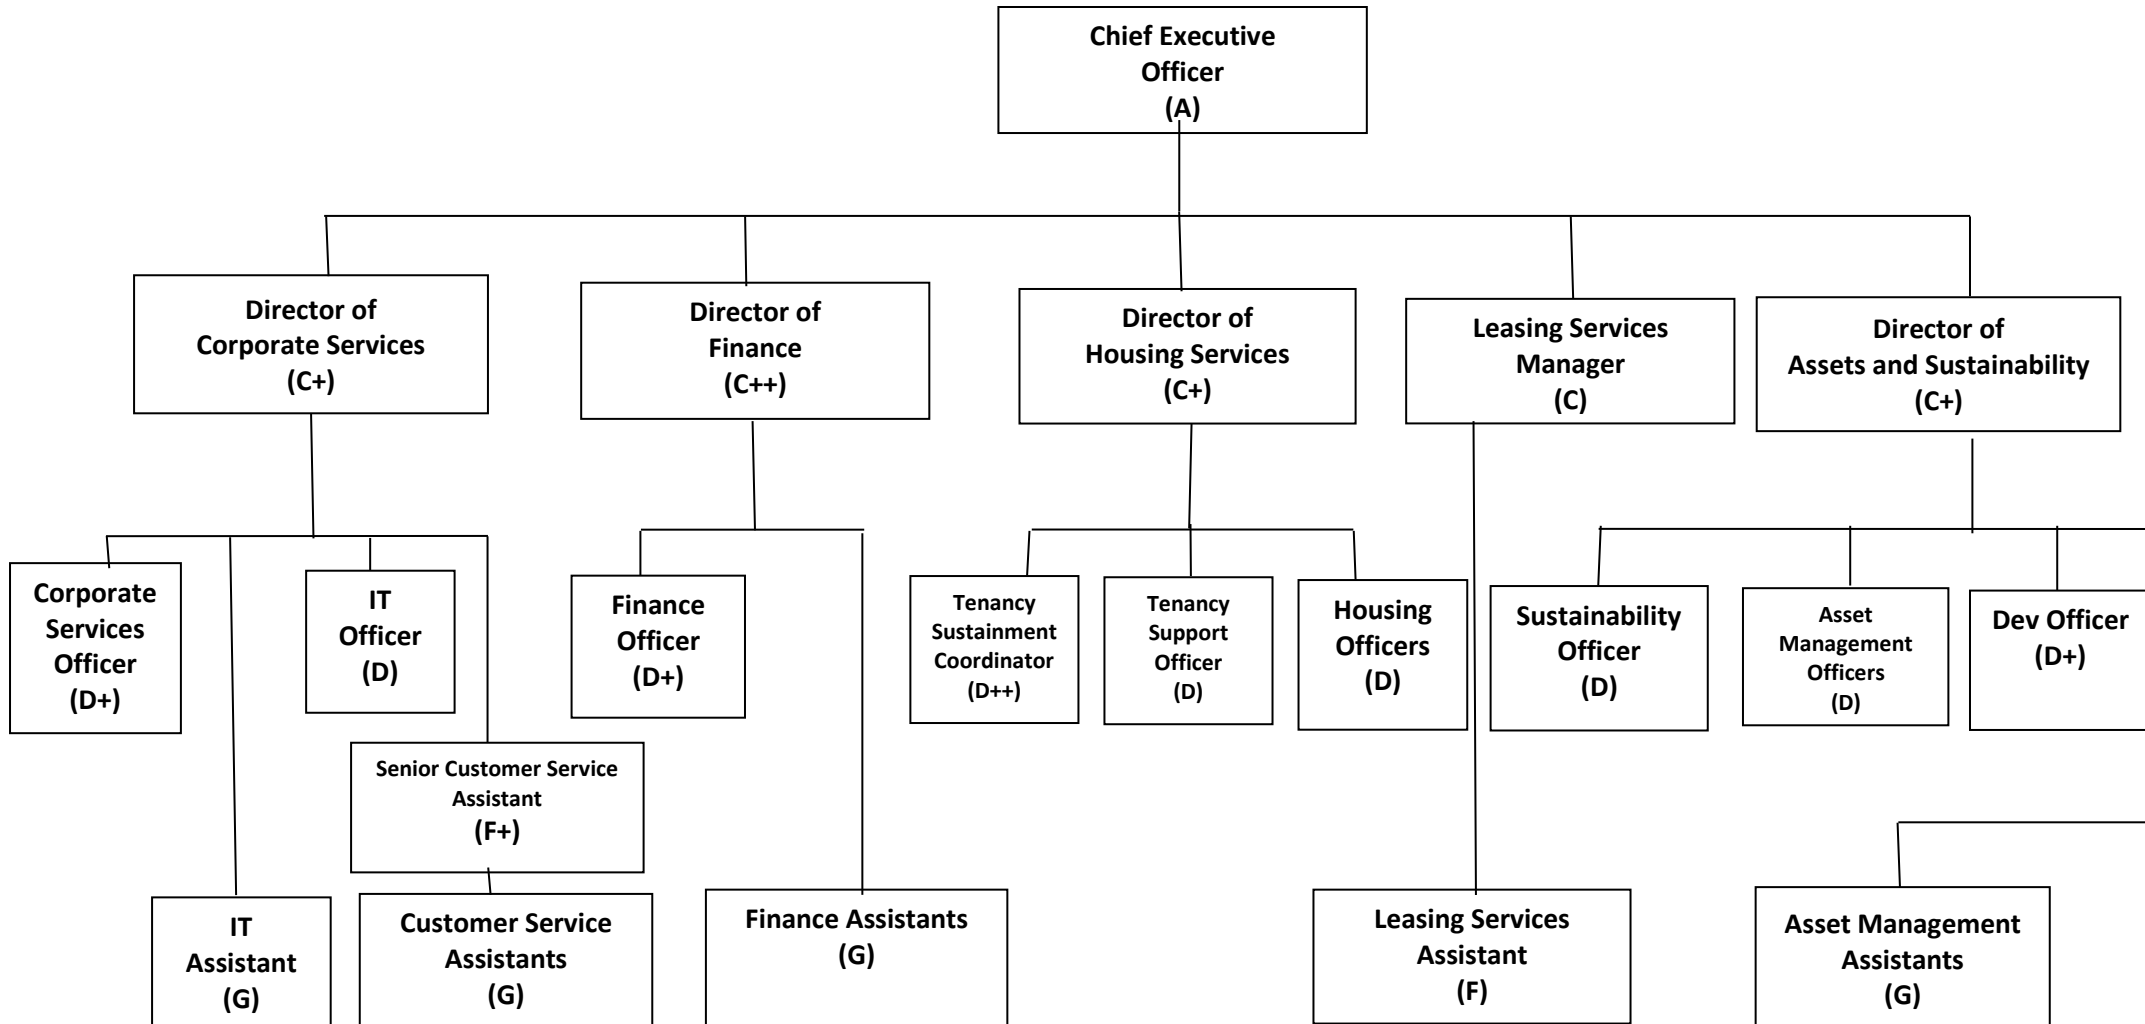 Chief Executive
Officer
(A)
Director of
Corporate Services
(C+)
Director of
Finance
(C++)
Director of
Housing Services
(C+)
Leasing Services
Manager
(C)
Director of
Assets and Sustainability
(C+)
Corporate
Services
Officer
(D+)
IT
Officer
(D)
Finance
Officer
(D+)
Tenancy
Sustainment
Coordinator
(D++)
Tenancy
Support
Officer
(D)
Housing
Officers
(D)
Sustainability
Officer
(D)
Asset
Management
Officers
(D)
Dev Officer
(D+)
Senior Customer Service
Assistant
(F+)
IT
Assistant
(G)
Customer Service
Assistants
(G)
Finance Assistants
(G)
Leasing Services
Assistant
(F)
Asset Management
Assistants
(G)